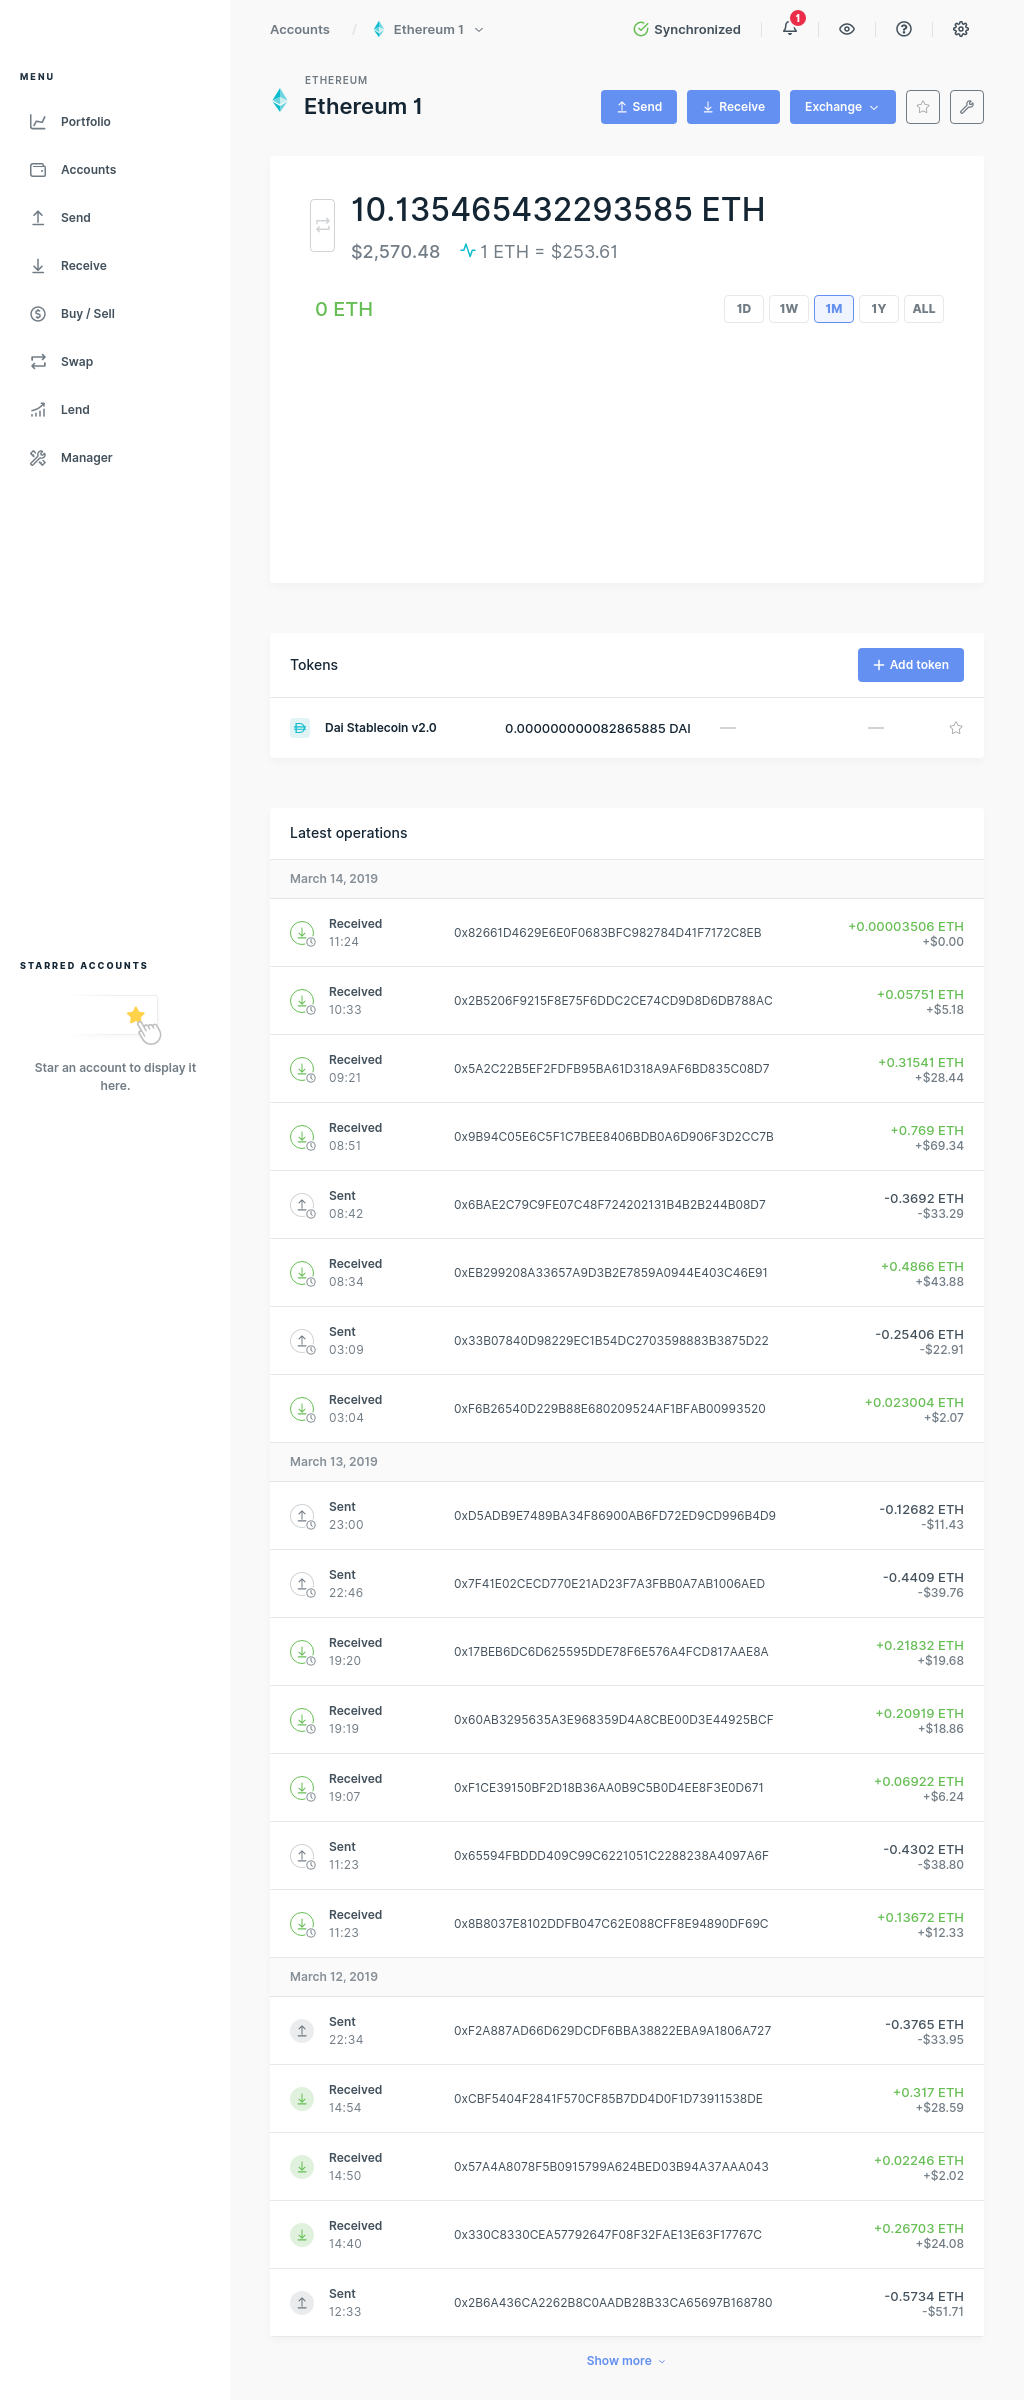 Accounts / Ethereum 1
Synchronized
1
MENU
Portfolio
Accounts
Send
Receive
Buy / Sell
Swap
Lend
Manager
STARRED ACCOUNTS
Star an account to display it
here.
ETHEREUM
Ethereum 1
Send
Receive
Exchange
10.135465432293585 ETH
$2,570.48 1 ETH = $253.61
0 ETH
1D 1W 1M 1Y ALL
Tokens
Add token
Dai Stablecoin v2.0 0.000000000082865885 DAI — —
Latest operations
March 14, 2019
Received 11:24 0x82661D4629E6E0F0683BFC982784D41F7172C8EB +0.00003506 ETH
+$0.00
Received 10:33 0x2B5206F9215F8E75F6DDC2CE74CD9D8D6DB788AC +0.05751 ETH
+$5.18
Received 09:21 0x5A2C22B5EF2FDFB95BA61D318A9AF6BD835C08D7 +0.31541 ETH
+$28.44
Received 08:51 0x9B94C05E6C5F1C7BEE8406BDB0A6D906F3D2CC7B +0.769 ETH
+$69.34
Sent 08:42 0x6BAE2C79C9FE07C48F724202131B4B2B244B08D7 -0.3692 ETH
-$33.29
Received 08:34 0xEB299208A33657A9D3B2E7859A0944E403C46E91 +0.4866 ETH
+$43.88
Sent 03:09 0x33B07840D98229EC1B54DC2703598883B3875D22 -0.25406 ETH
-$22.91
Received 03:04 0xF6B26540D229B88E680209524AF1BFAB00993520 +0.023004 ETH
+$2.07
March 13, 2019
Sent 23:00 0xD5ADB9E7489BA34F86900AB6FD72ED9CD996B4D9 -0.12682 ETH
-$11.43
Sent 22:46 0x7F41E02CECD770E21AD23F7A3FBB0A7AB1006AED -0.4409 ETH
-$39.76
Received 19:20 0x17BEB6DC6D625595DDE78F6E576A4FCD817AAE8A +0.21832 ETH
+$19.68
Received 19:19 0x60AB3295635A3E968359D4A8CBE00D3E44925BCF +0.20919 ETH
+$18.86
Received 19:07 0xF1CE39150BF2D18B36AA0B9C5B0D4EE8F3E0D671 +0.06922 ETH
+$6.24
Sent 11:23 0x65594FBDDD409C99C6221051C2288238A4097A6F -0.4302 ETH
-$38.80
Received 11:23 0x8B8037E8102DDFB047C62E088CFF8E94890DF69C +0.13672 ETH
+$12.33
March 12, 2019
Sent 22:34 0xF2A887AD66D629DCDF6BBA38822EBA9A1806A727 -0.3765 ETH
-$33.95
Received 14:54 0xCBF5404F2841F570CF85B7DD4D0F1D73911538DE +0.317 ETH
+$28.59
Received 14:50 0x57A4A8078F5B0915799A624BED03B94A37AAA043 +0.02246 ETH
+$2.02
Received 14:40 0x330C8330CEA57792647F08F32FAE13E63F17767C +0.26703 ETH
+$24.08
Sent 12:33 0x2B6A436CA2262B8C0AADB28B33CA65697B168780 -0.5734 ETH
-$51.71
Show more